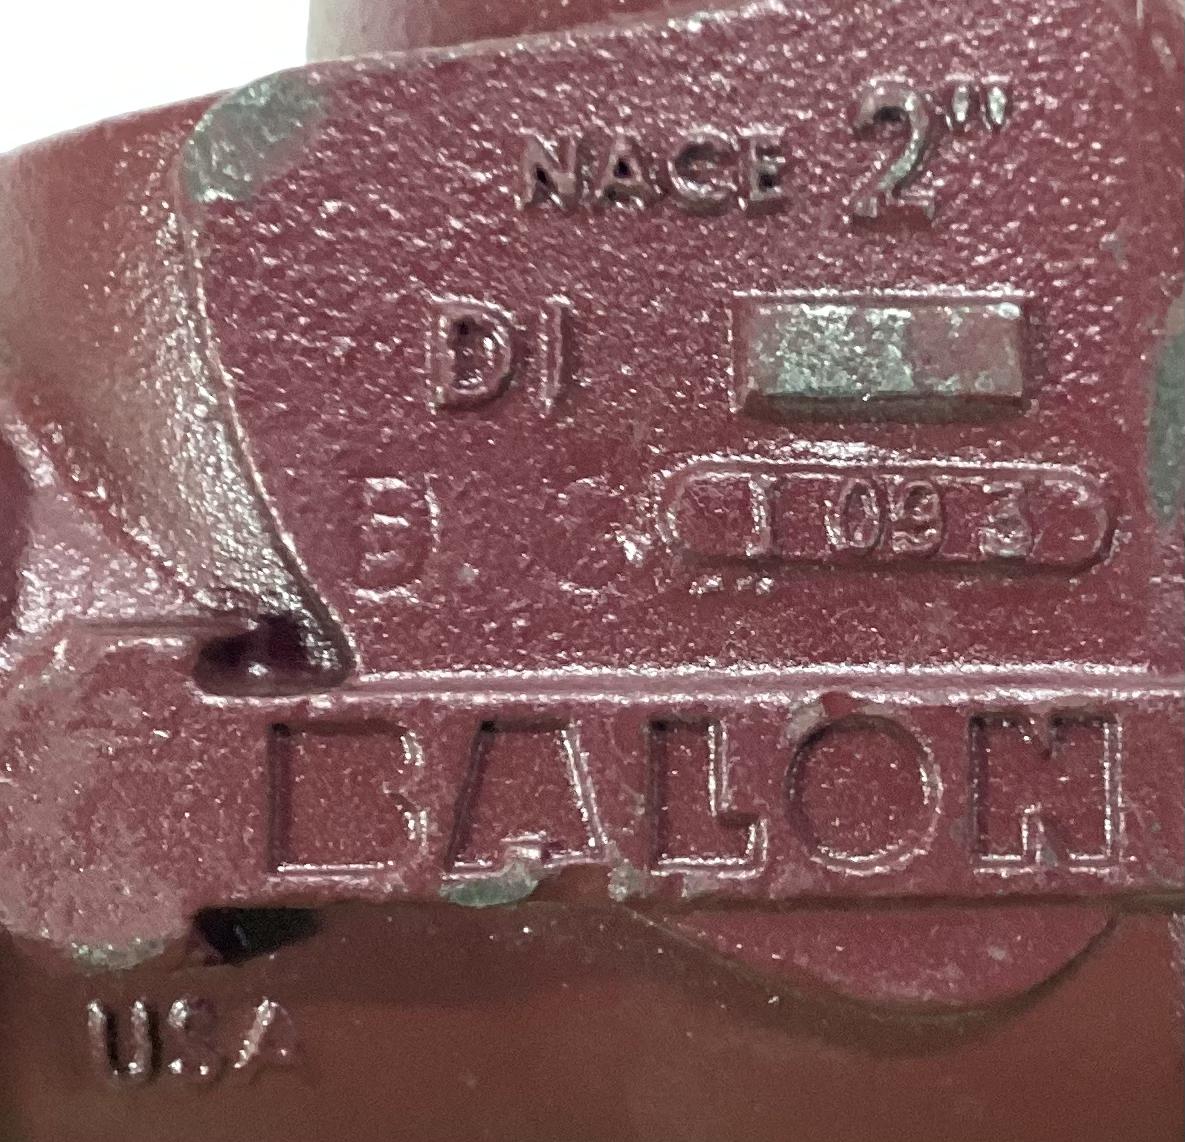 NACE 2"
DI
1093
BALON
USA